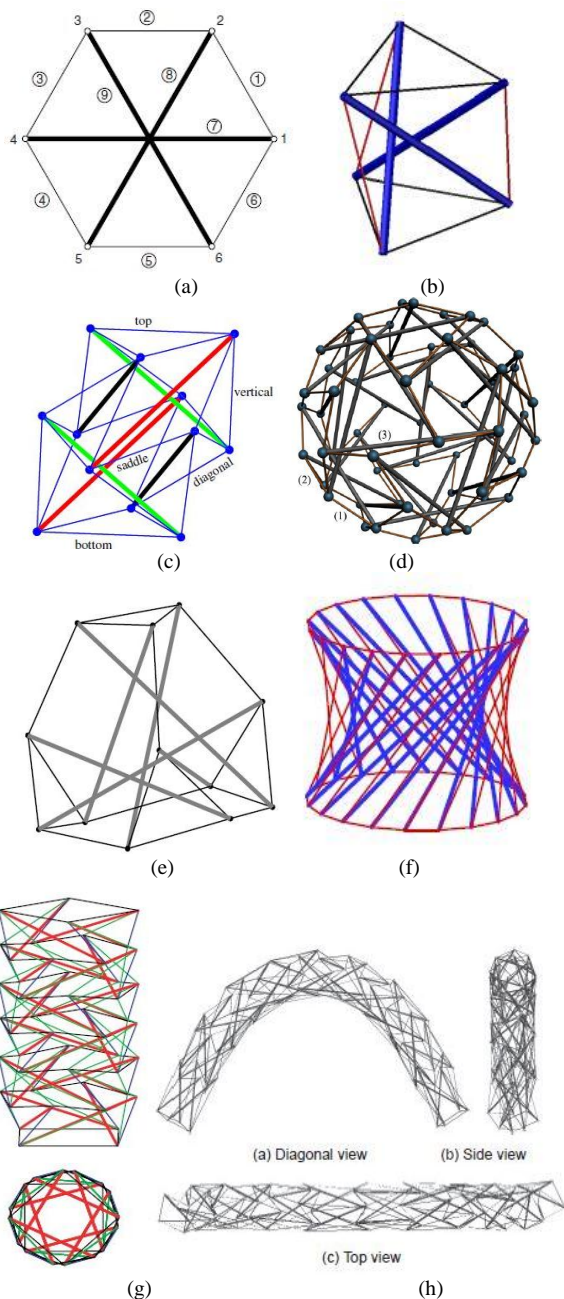 3 ② 2
③ ⑧ ①
⑨
⑦
4 1
④ ⑥
5 ⑤ 6
(a) (b)
top
vertical
saddle
diagonal
bottom
(3)
(2)
(1)
(c) (d)
(e) (f)
(a) Diagonal view (b) Side view
(c) Top view
(g) (h)